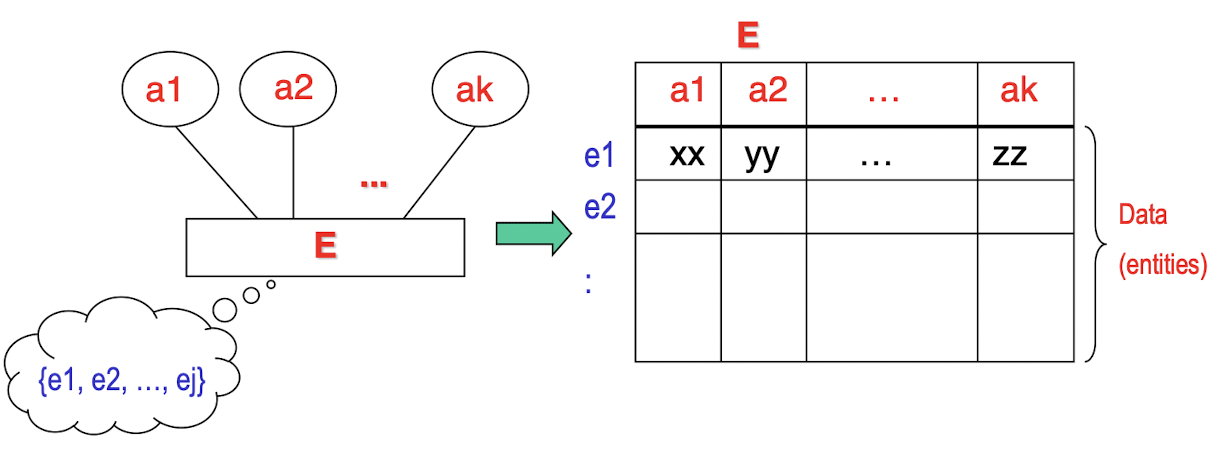 a1 a2 ak
...
E
{e1, e2, ..., ej}
E
a1 a2 ... ak
e1 xx yy ... zz
e2
:
Data
(entities)